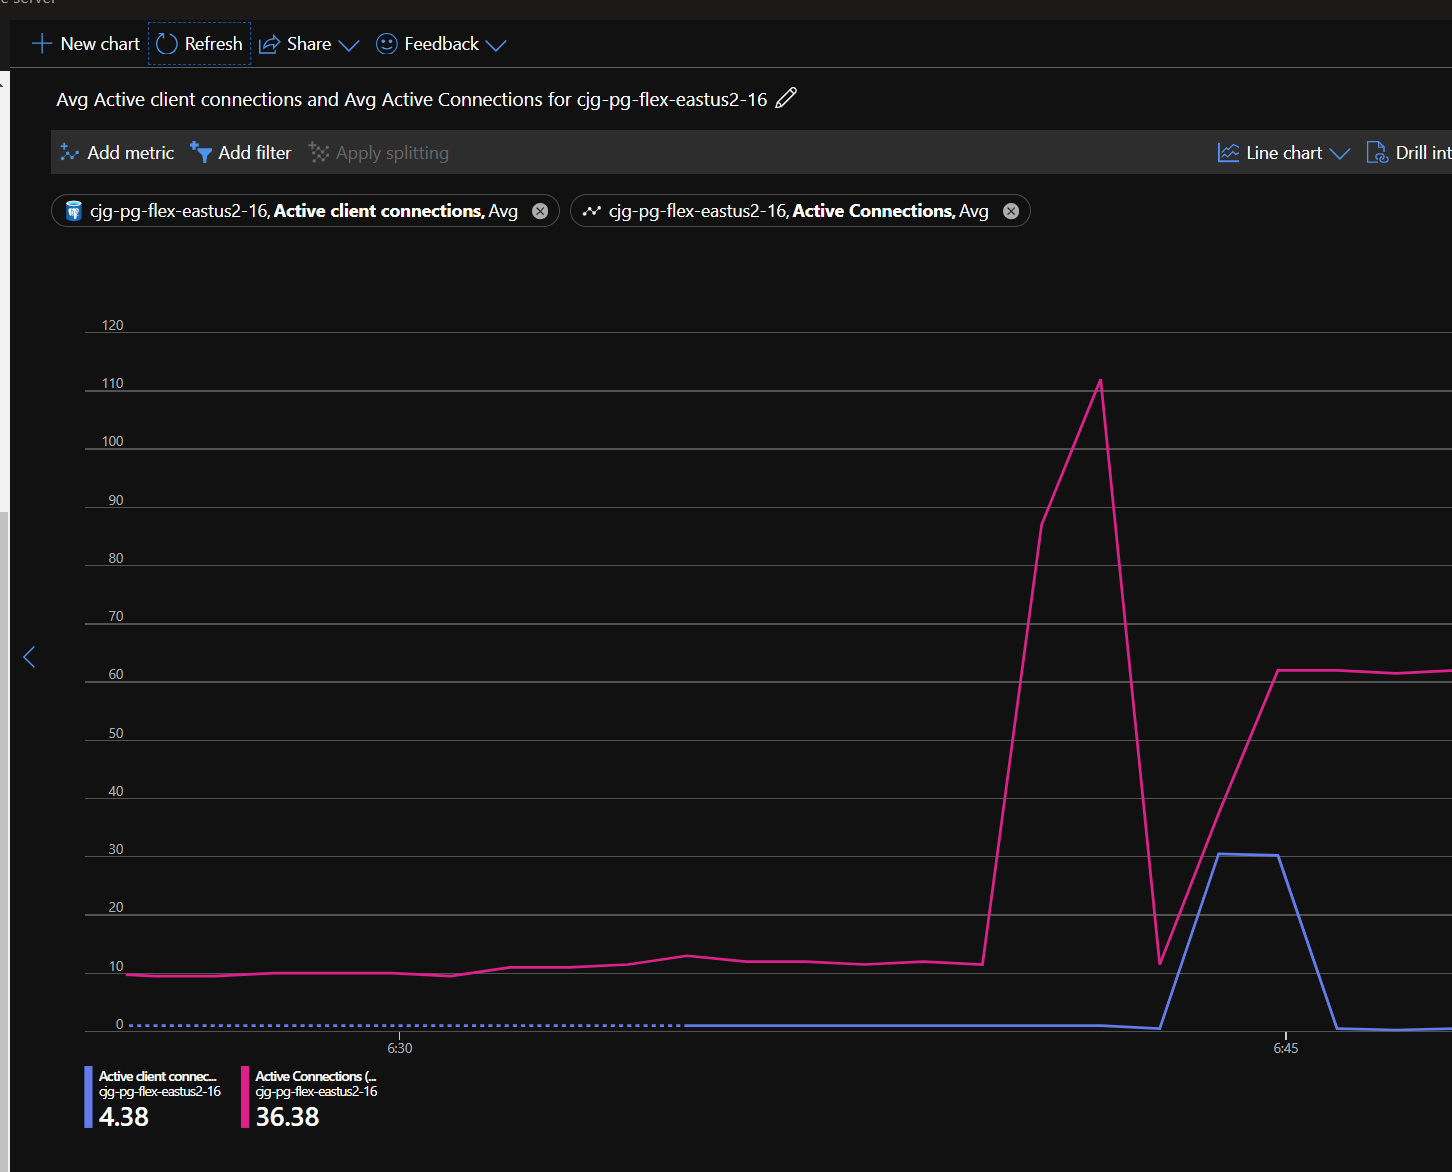 e server
New chart Refresh Share Feedback
Avg Active client connections and Avg Active Connections for cjg-pg-flex-eastus2-16
Add metric Add filter Apply splitting Line chart Drill int
cjg-pg-flex-eastus2-16, Active client connections, Avg cjg-pg-flex-eastus2-16, Active Connections, Avg
120
110
100
90
80
70
60
50
40
30
20
10
0
6:30 6:45
Active client connec... Active Connections (...
cjg-pg-flex-eastus2-16 cjg-pg-flex-eastus2-16
4.38 36.38